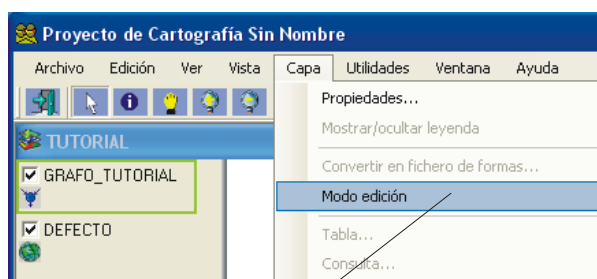 Proyecto de Cartografía Sin Nombre
Archivo Edición Ver Vista Capa Utilidades Ventana Ayuda
Propiedades...
Mostrar/ocultar leyenda
TUTORIAL
Convertir en fichero de formas...
GRAFO_TUTORIAL
Modo edición
DEFECTO
Tabla...
Consulta...